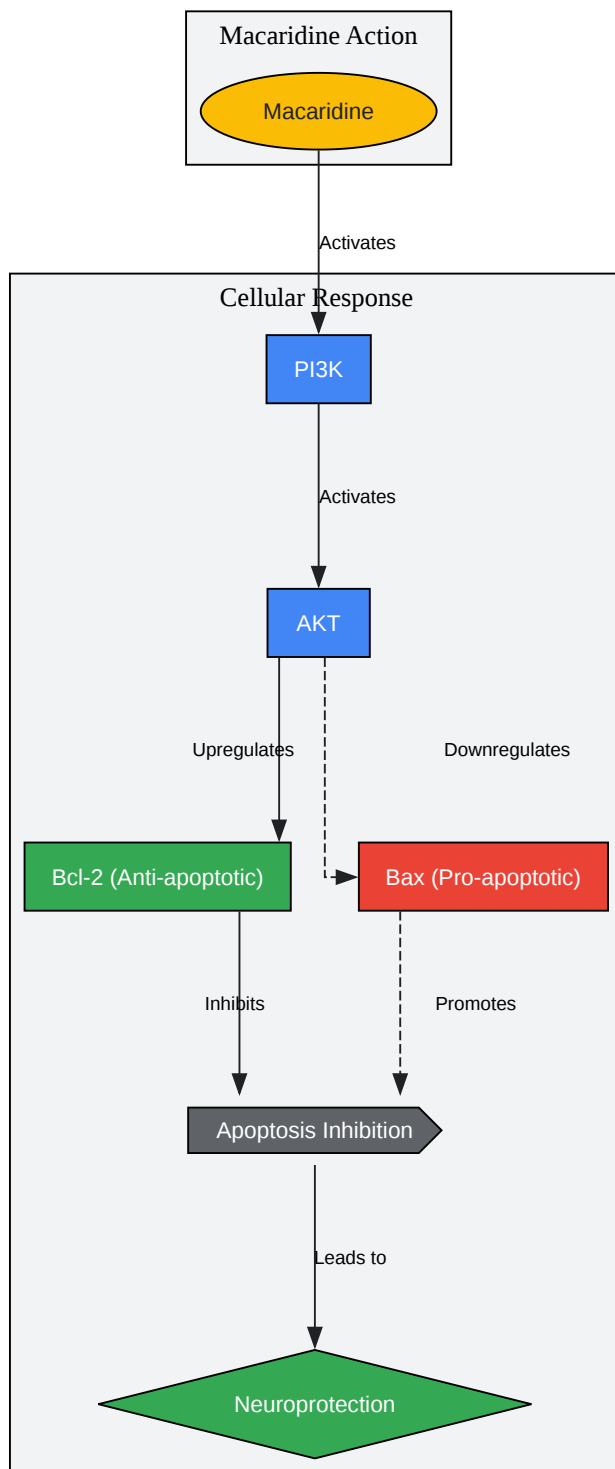 Macaridine Action
Macaridine
Activates
Cellular Response
PI3K
Activates
AKT
Upregulates
Downregulates
Bcl-2 (Anti-apoptotic)
Bax (Pro-apoptotic)
Inhibits
Promotes
Apoptosis Inhibition
Leads to
Neuroprotection